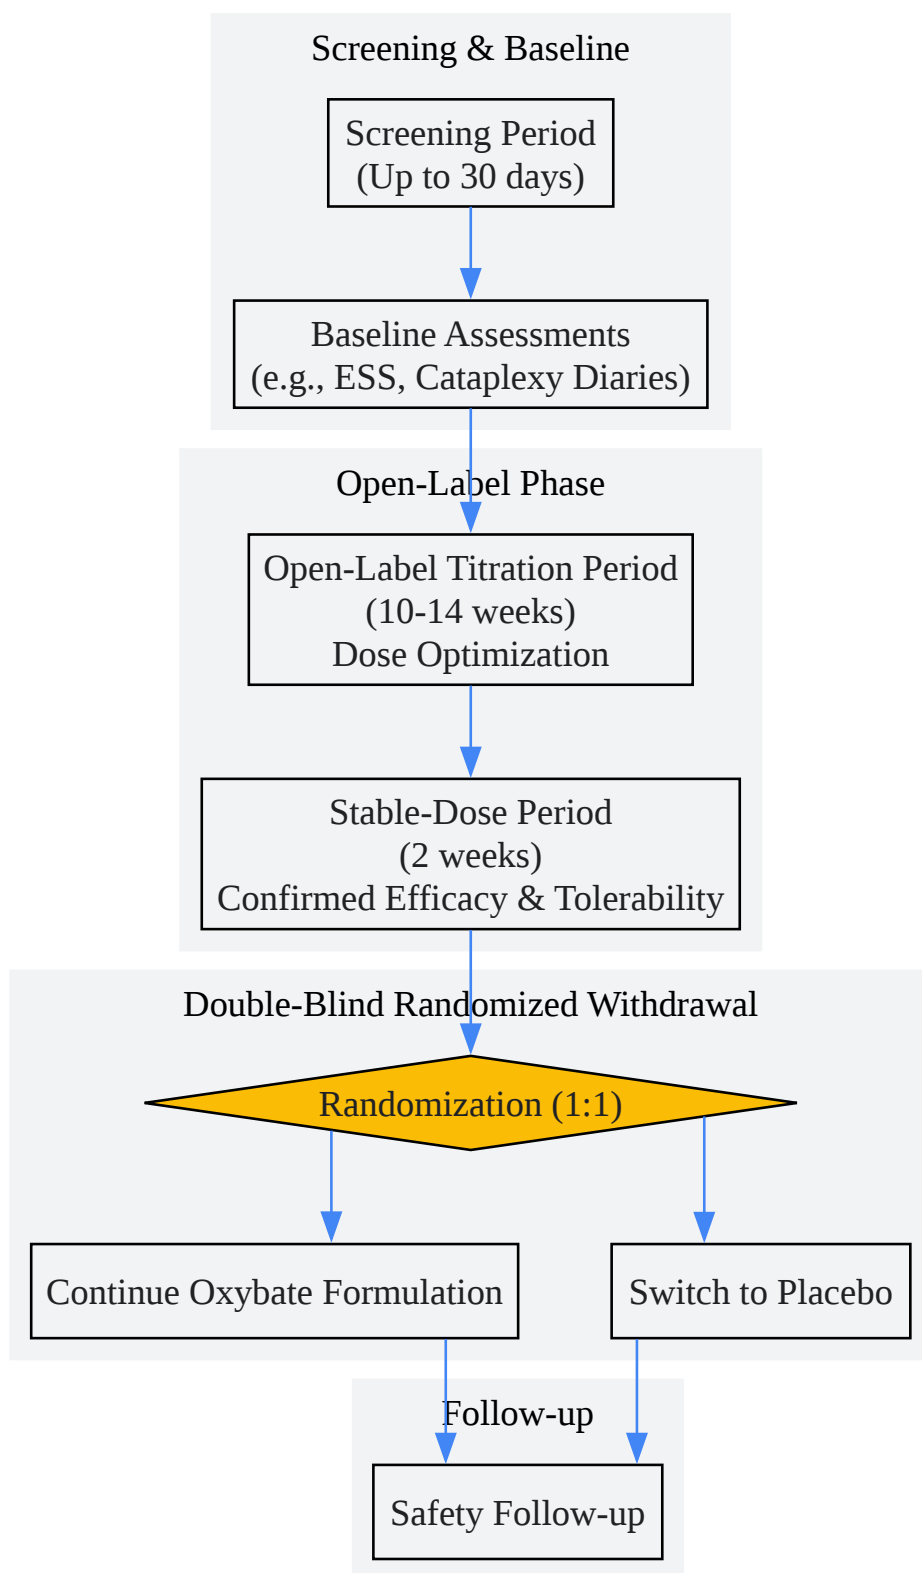 Screening & Baseline
Screening Period
(Up to 30 days)
Baseline Assessments
(e.g., ESS, Cataplexy Diaries)
Open-Label Phase
Open-Label Titration Period
(10-14 weeks)
Dose Optimization
Stable-Dose Period
(2 weeks)
Confirmed Efficacy & Tolerability
Double-Blind Randomized Withdrawal
Randomization (1:1)
Continue Oxybate Formulation
Switch to Placebo
Follow-up
Safety Follow-up